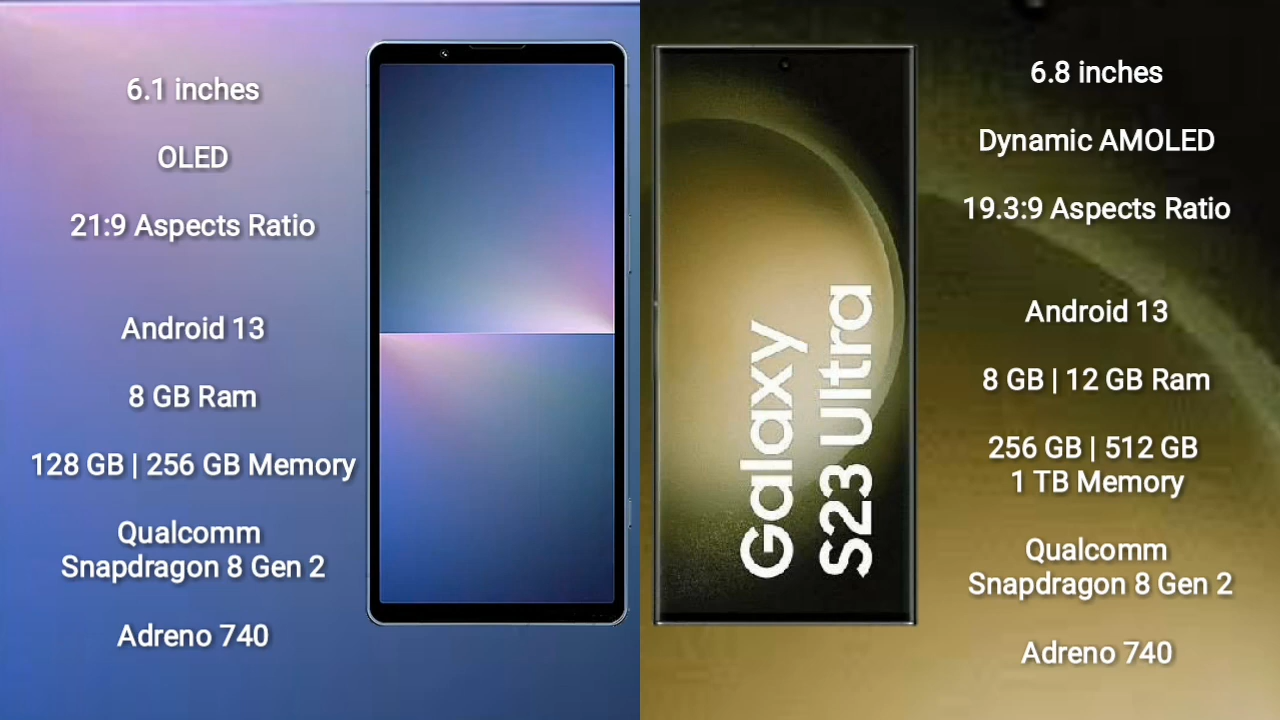 6.1 inches
OLED
21:9 Aspects Ratio
Android 13
8 GB Ram
128 GB | 256 GB Memory
Qualcomm
Snapdragon 8 Gen 2
Adreno 740
Galaxy
S23 Ultra
6.8 inches
Dynamic AMOLED
19.3:9 Aspects Ratio
Android 13
8 GB | 12 GB Ram
256 GB | 512 GB
1 TB Memory
Qualcomm
Snapdragon 8 Gen 2
Adreno 740